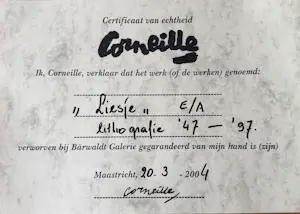 Certificaat van echtheid
Corneille
Ik, Corneille, verklaar dat het werk (of de werken) genoemd:
„ Liesje „ E/A
lithografie '47 — '97.
verworven bij Bärwaldt Galerie gegarandeerd van mijn hand is (zijn)
Maastricht, 20. 3 - 2004
Corneille